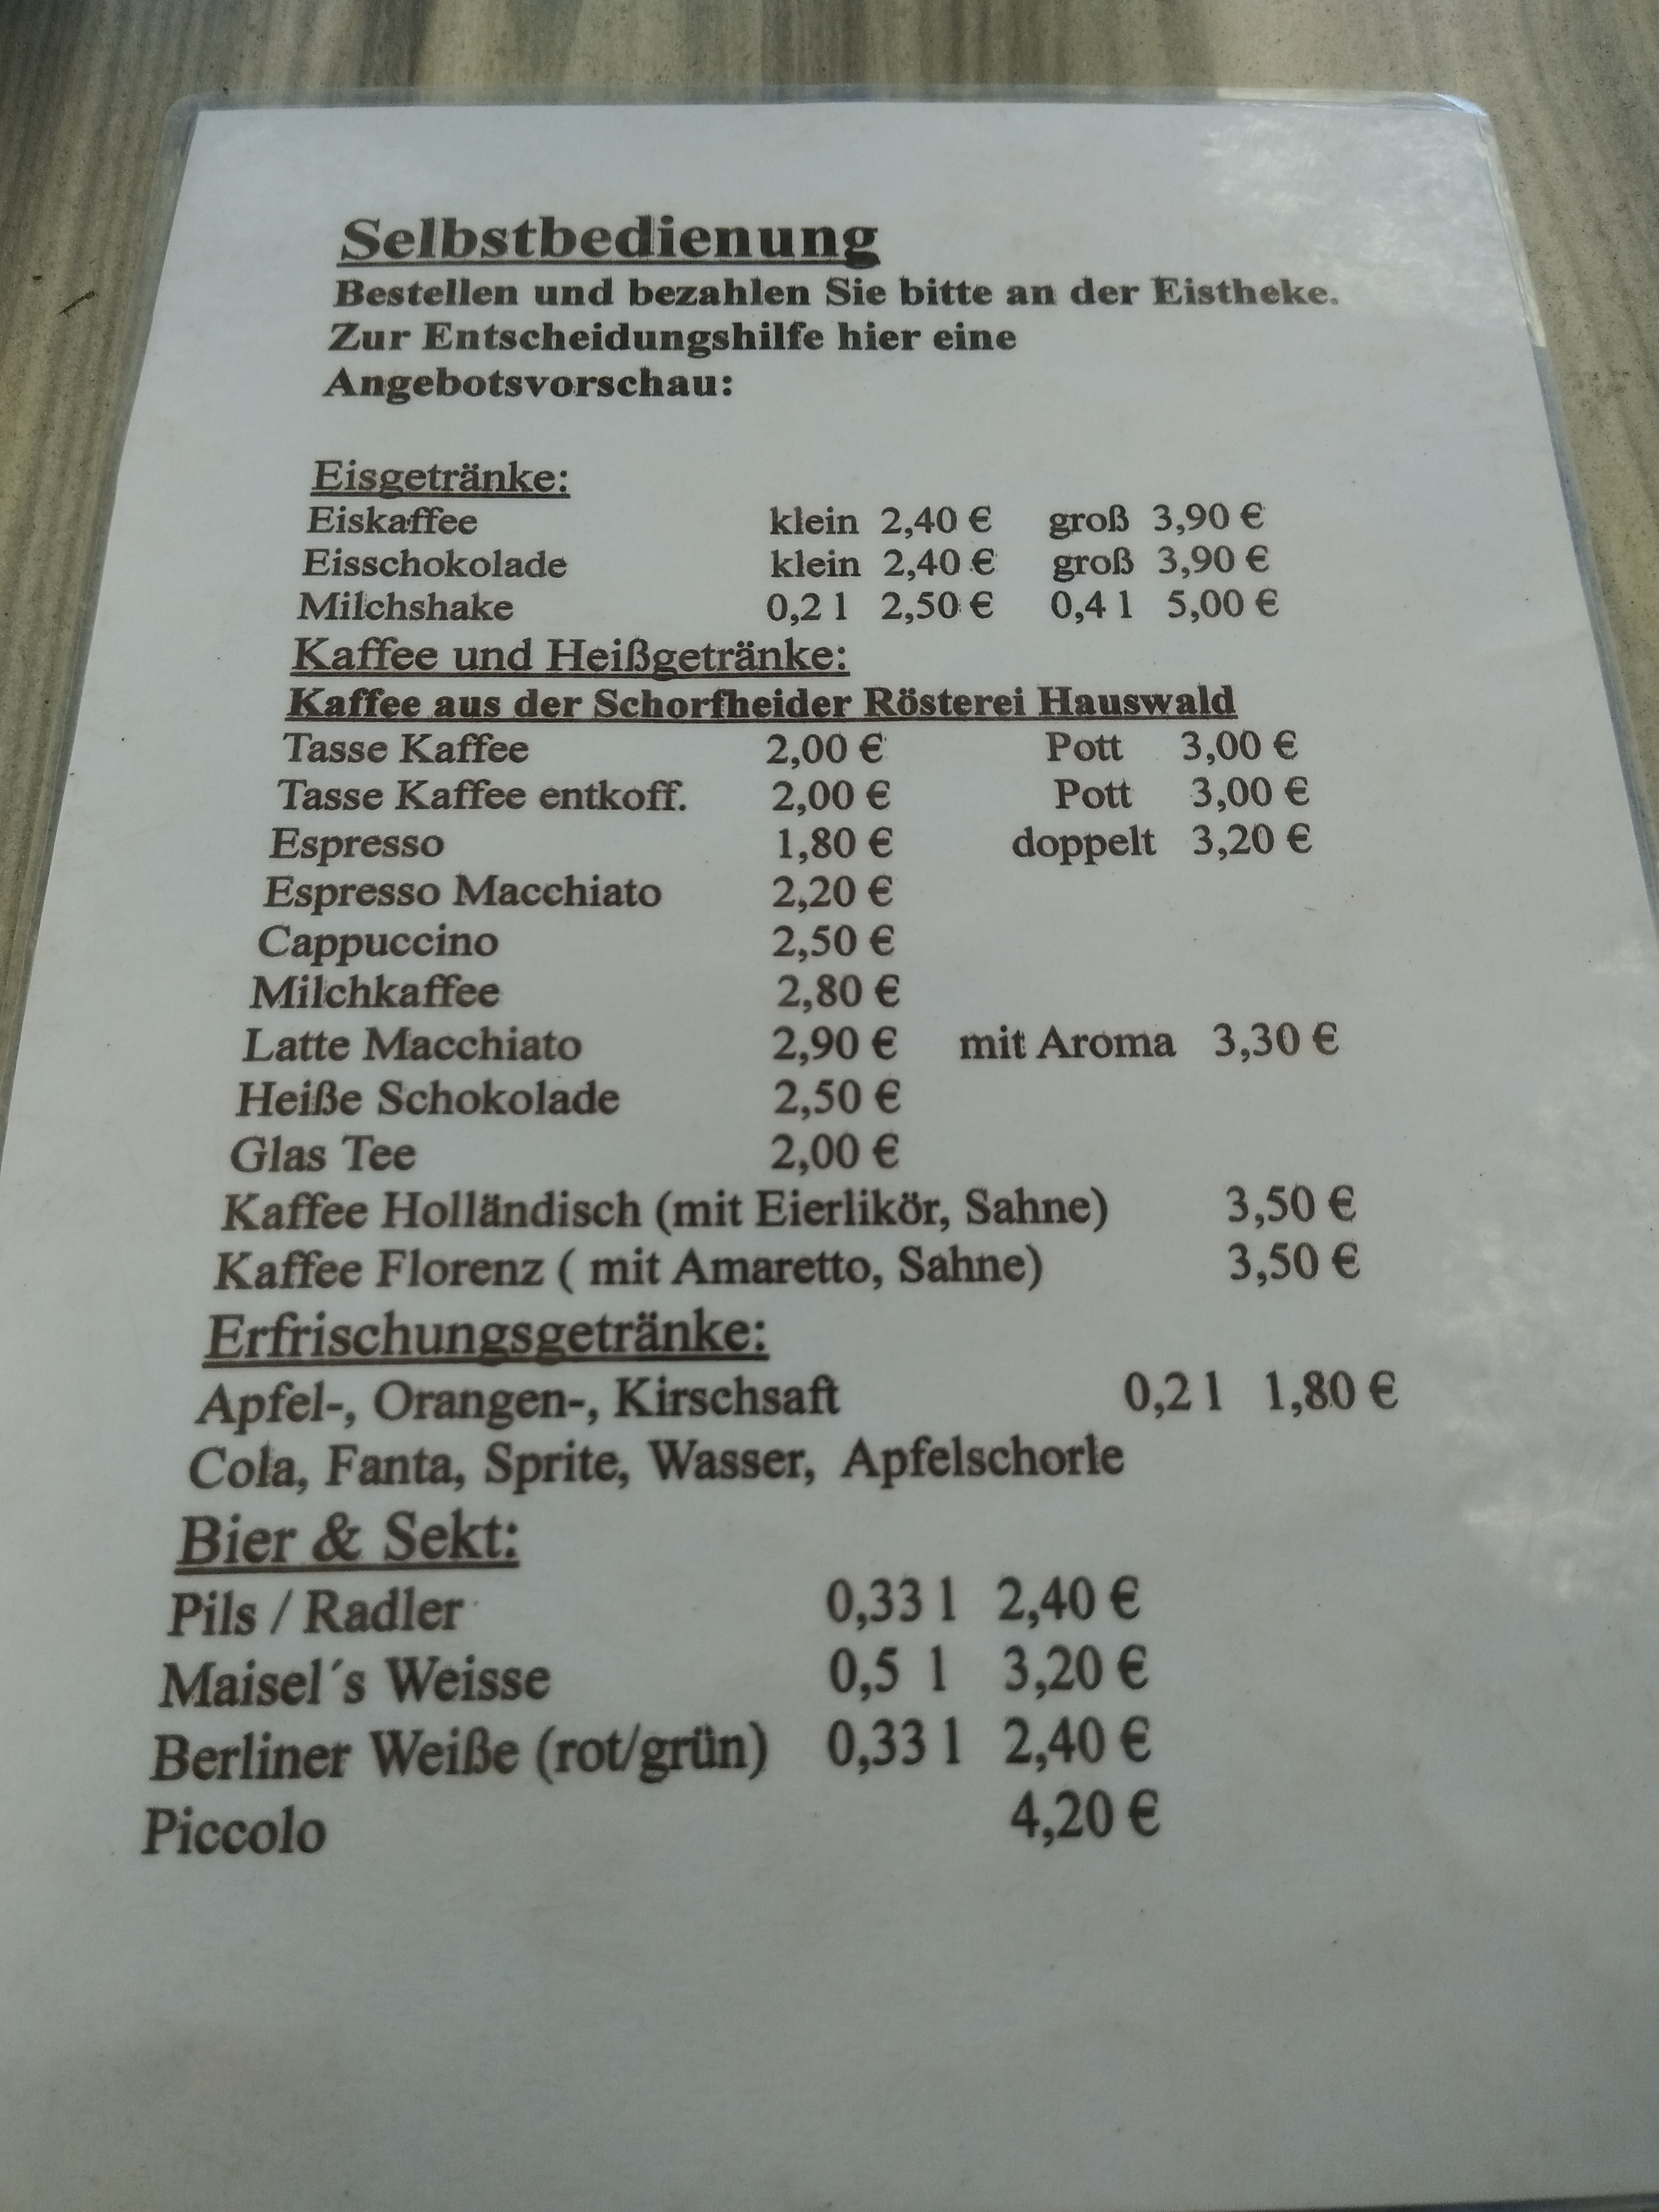 Selbstbedienung
Bestellen und bezahlen Sie bitte an der Eistheke.
Zur Entscheidungshilfe hier eine
Angebotsvorschau:
Eisgetränke:
Eiskaffee klein 2,40 € groß 3,90 €
Eisschokolade klein 2,40 € groß 3,90 €
Milchshake 0,2 l 2,50 € 0,4 l 5,00 €
Kaffee und Heißgetränke:
Kaffee aus der Schorfheider Rösterei Hauswald
Tasse Kaffee 2,00 € Pott 3,00 €
Tasse Kaffee entkoff. 2,00 € Pott 3,00 €
Espresso 1,80 € doppelt 3,20 €
Espresso Macchiato 2,20 €
Cappuccino 2,50 €
Milchkaffee 2,80 €
Latte Macchiato 2,90 € mit Aroma 3,30 €
Heiße Schokolade 2,50 €
Glas Tee 2,00 €
Kaffee Holländisch (mit Eierlikör, Sahne) 3,50 €
Kaffee Florenz ( mit Amaretto, Sahne) 3,50 €
Erfrischungsgetränke:
Apfel-, Orangen-, Kirschsaft 0,2 l 1,80 €
Cola, Fanta, Sprite, Wasser, Apfelschorle
Bier & Sekt:
Pils / Radler 0,33 l 2,40 €
Maisel´s Weisse 0,5 l 3,20 €
Berliner Weiße (rot/grün) 0,33 l 2,40 €
Piccolo 4,20 €